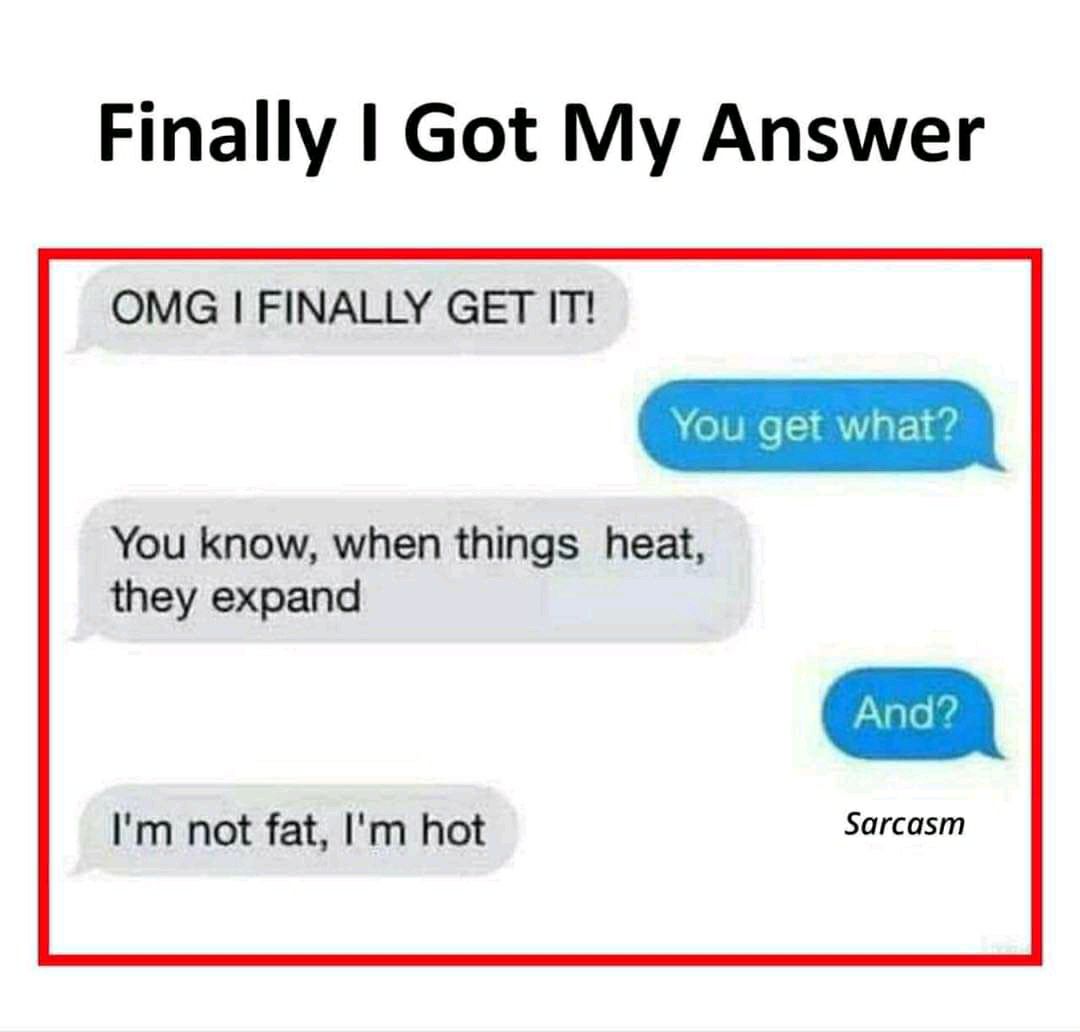 Finally I Got My Answer
OMG I FINALLY GET IT!
You get what?
You know, when things heat,
they expand
And?
I'm not fat, I'm hot
Sarcasm